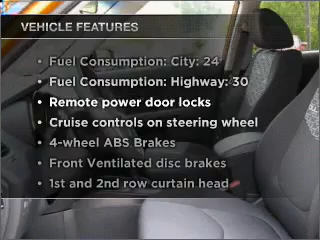 VEHICLE FEATURES
• Fuel Consumption: City: 24
• Fuel Consumption: Highway: 30
• Remote power door locks
• Cruise controls on steering wheel
• 4-wheel ABS Brakes
• Front Ventilated disc brakes
• 1st and 2nd row curtain head